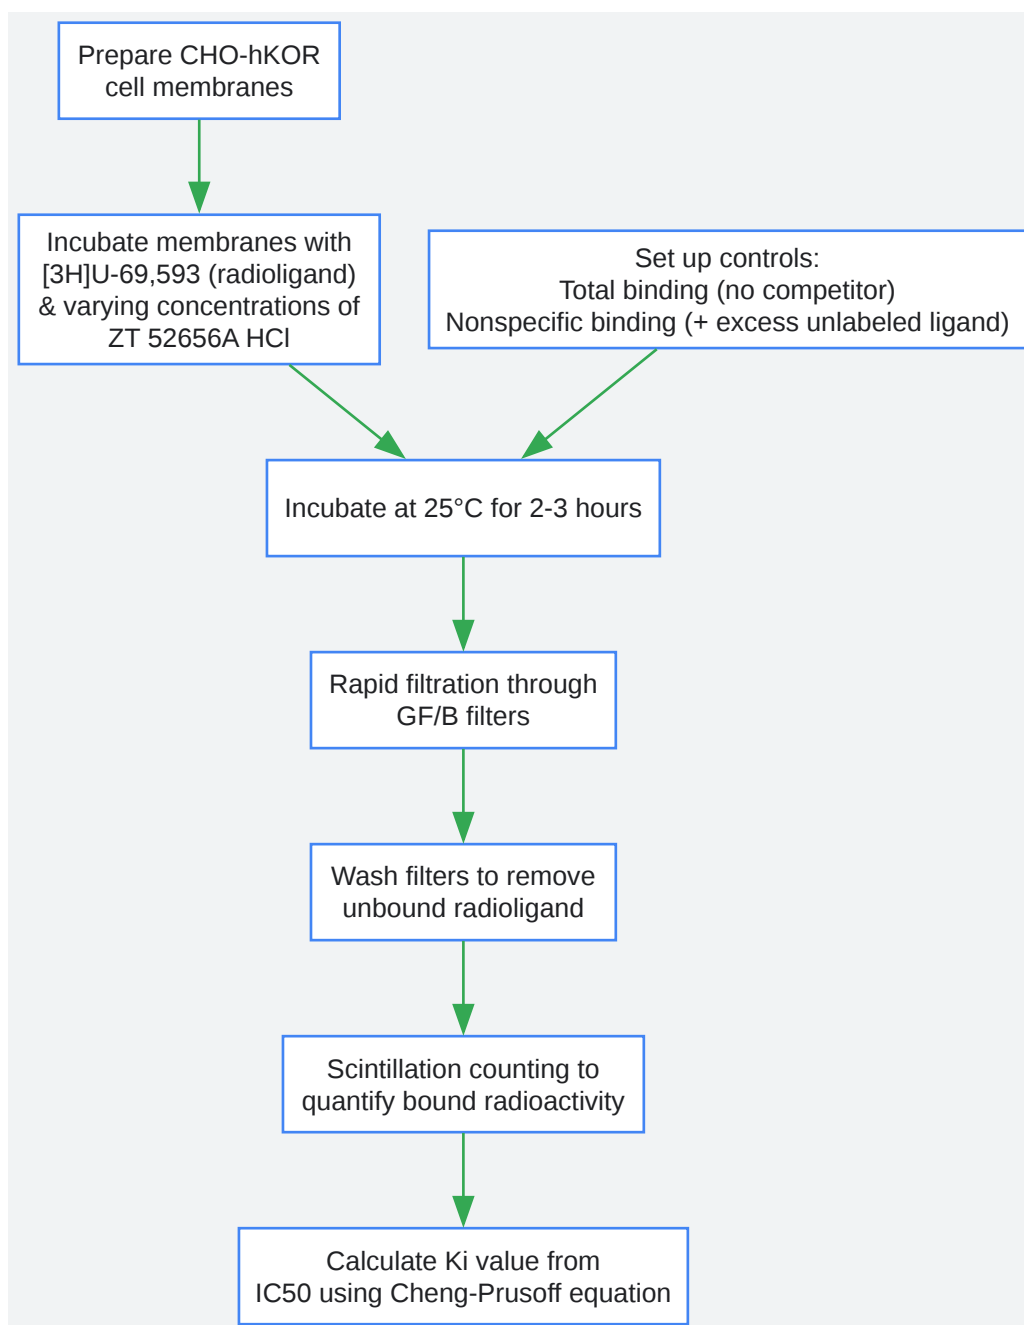 Prepare CHO-hKOR
cell membranes
Incubate membranes with
[3H]U-69,593 (radioligand)
& varying concentrations of
ZT 52656A HCl
Set up controls:
Total binding (no competitor)
Nonspecific binding (+ excess unlabeled ligand)
Incubate at 25°C for 2-3 hours
Rapid filtration through
GF/B filters
Wash filters to remove
unbound radioligand
Scintillation counting to
quantify bound radioactivity
Calculate Ki value from
IC50 using Cheng-Prusoff equation